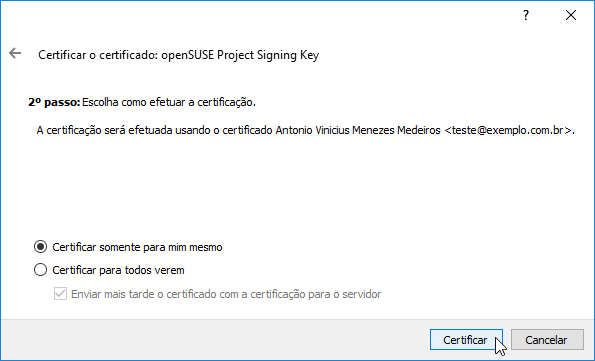 ?
Certificar o certificado: openSUSE Project Signing Key
2º passo: Escolha como efetuar a certificação.
A certificação será efetuada usando o certificado Antonio Vinicius Menezes Medeiros <teste@exemplo.com.br>.
Certificar somente para mim mesmo
Certificar para todos verem
Enviar mais tarde o certificado com a certificação para o servidor
Certificar Cancelar